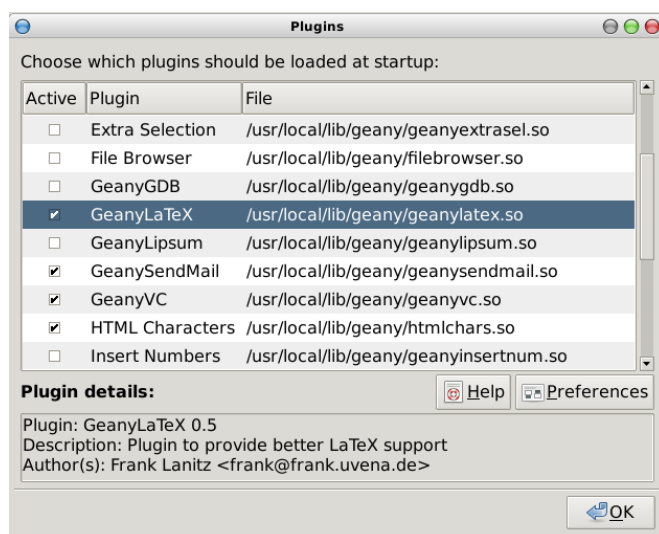 Plugins
Choose which plugins should be loaded at startup:
Active Plugin File
Extra Selection /usr/local/lib/geany/geanyextrasel.so
File Browser /usr/local/lib/geany/filebrowser.so
GeanyGDB /usr/local/lib/geany/geanygdb.so
GeanyLaTeX /usr/local/lib/geany/geanylatex.so
GeanyLipsum /usr/local/lib/geany/geanylipsum.so
GeanySendMail /usr/local/lib/geany/geanysendmail.so
GeanyVC /usr/local/lib/geany/geanyvc.so
HTML Characters /usr/local/lib/geany/htmlchars.so
Insert Numbers /usr/local/lib/geany/geanyinsertnum.so
Plugin details: Help Preferences
Plugin: GeanyLaTeX 0.5
Description: Plugin to provide better LaTeX support
Author(s): Frank Lanitz <frank@frank.uvena.de>
OK